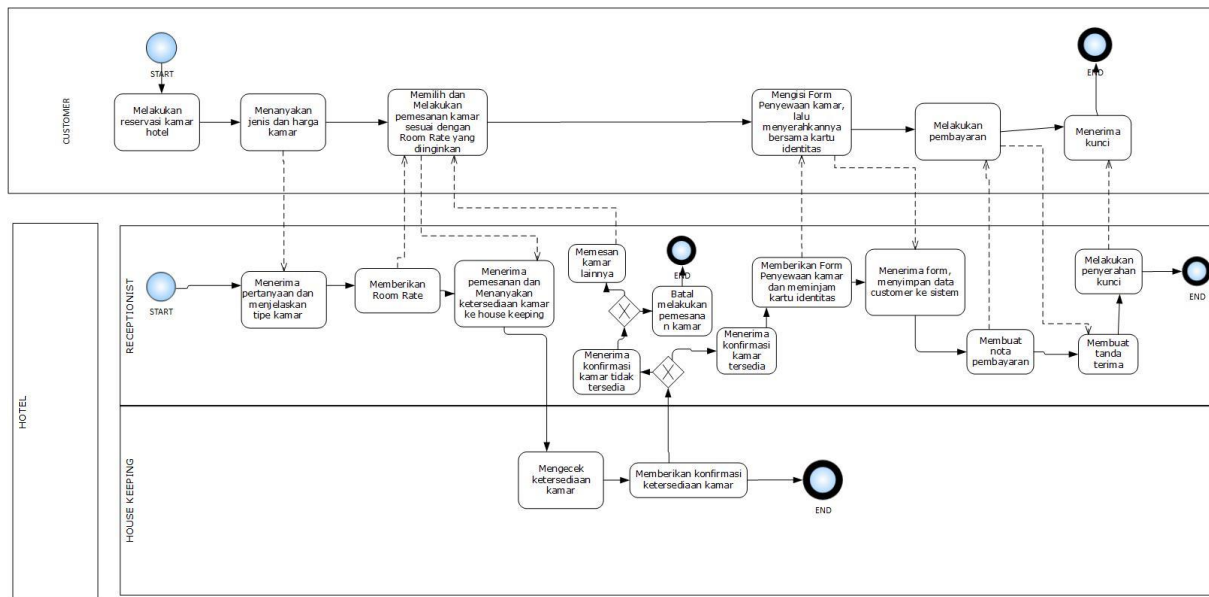 CUSTOMER
START
Melakukan
reservasi kamar
hotel
Menanyakan
jenis dan harga
kamar
Memilih dan
Melakukan
pemesanan kamar
sesuai dengan
Room Rate yang
diinginkan
Mengisi Form
Penyewaan kamar,
lalu
menyerahkannya
bersama kartu
identitas
Melakukan
pembayaran
Menerima
kunci
END
HOTEL
RECEPTIONIST
START
Menerima
pertanyaan dan
menjelaskan
tipe kamar
Memberikan
Room Rate
Menerima
pemesanan dan
Menanyakan
ketersediaan kamar
ke house keeping
Memesan
kamar
lainnya
END
Batal
melakukan
pemesana
n kamar
Menerima
konfirmasi
kamar tidak
tersedia
X
X
Menerima
konfirmasi
kamar
tersedia
Memberikan Form
Penyewaan kamar
dan meminjam
kartu identitas
Menerima form,
menyimpan data
customer ke sistem
Membuat
nota
pembayaran
Membuat
tanda
terima
Melakukan
penyerahan
kunci
END
HOUSE KEEPING
Mengecek
ketersediaan
kamar
Memberikan konfirmasi
ketersediaan kamar
END